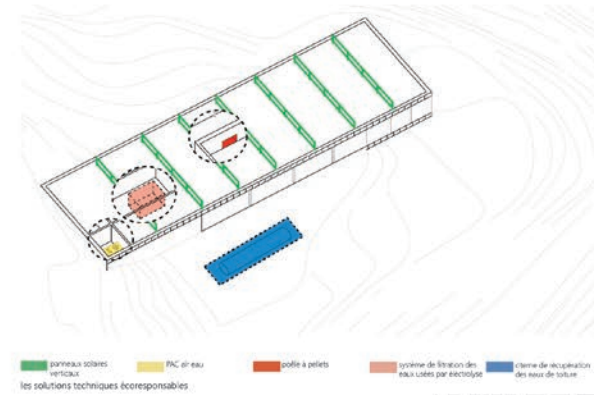 panneaux solaires
verticaux
PAC air eau
poêle à pellets
système de filtration des
eaux usées par électrolyse
citerne de récupération
des eaux de toiture
les solutions techniques écoresponsables